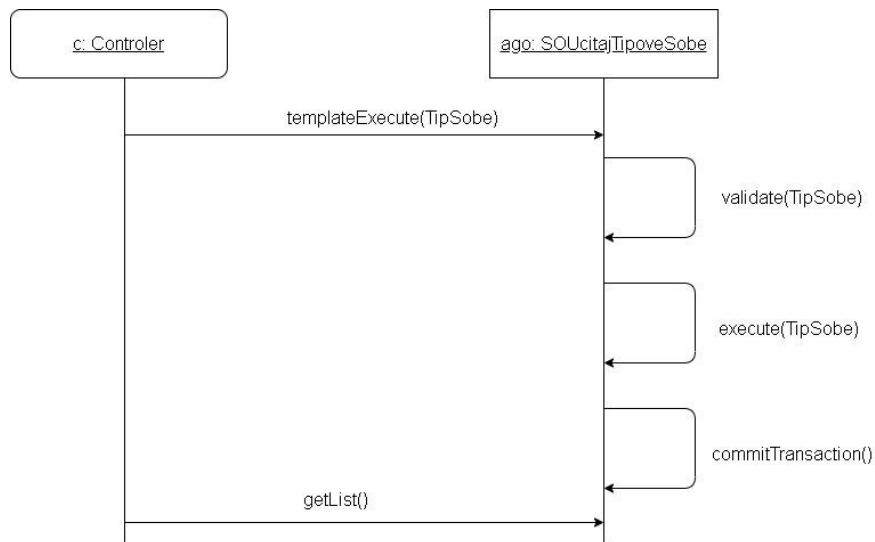 c: Controler
ago: SOUcitajTipoveSobe
templateExecute(TipSobe)
validate(TipSobe)
execute(TipSobe)
commitTransaction()
getList()